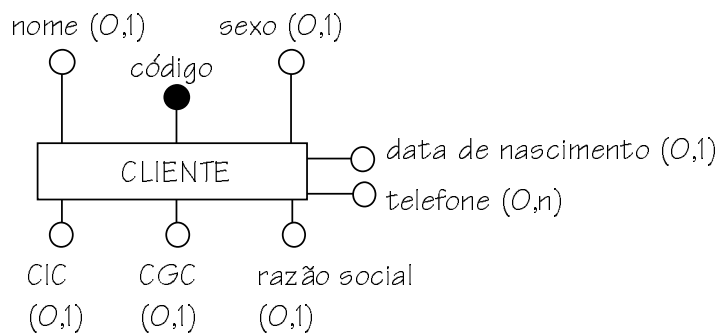 nome (0,1)
sexo (0,1)
código
data de nascimento (0,1)
CLIENTE
telefone (0,n)
CIC
(0,1)
CGC
(0,1)
razão social
(0,1)